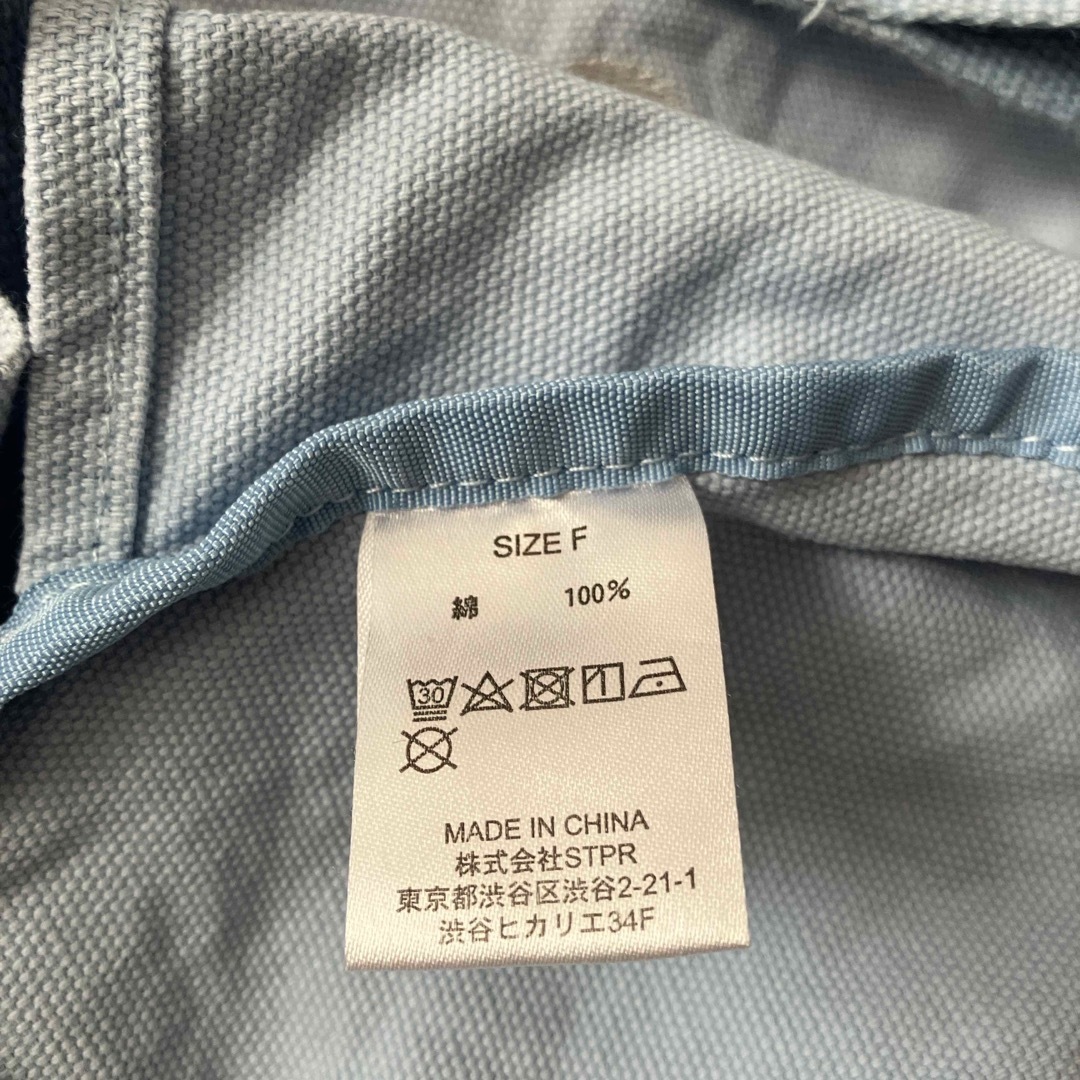 SIZE F
綿 100%
30
MADE IN CHINA
株式会社STPR
東京都渋谷区渋谷2-21-1
渋谷ヒカリエ34F